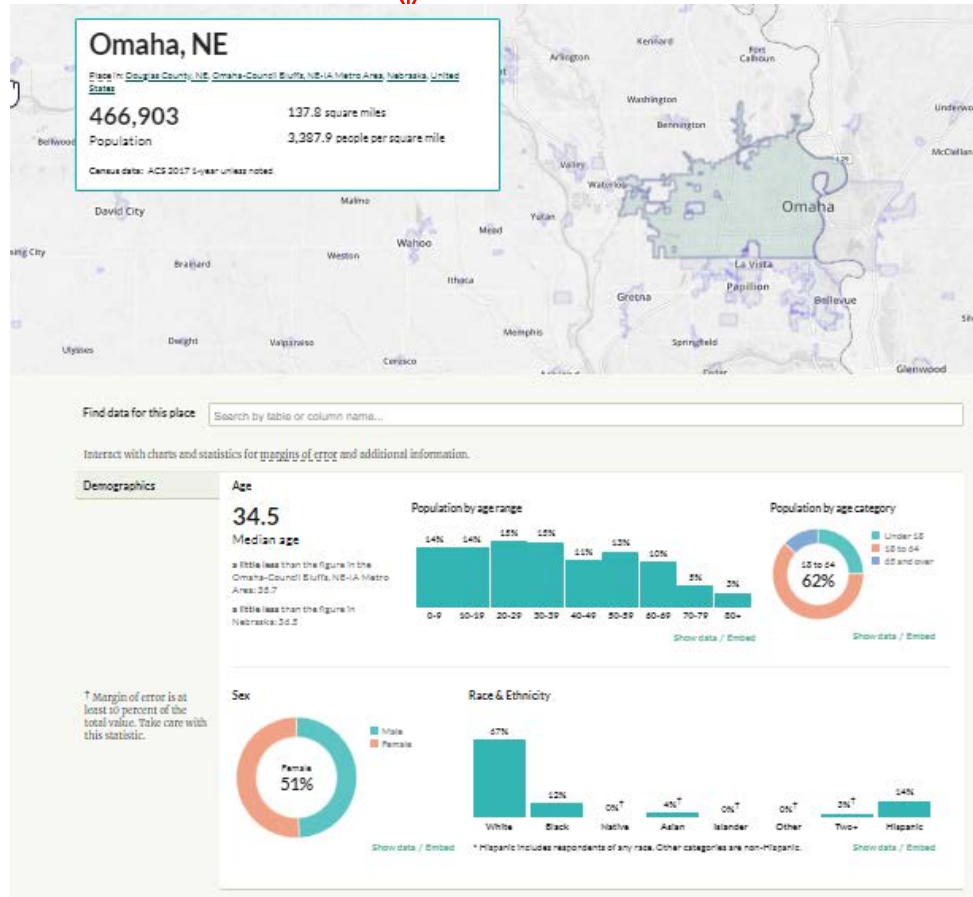 Omaha, NE
Place in: Douglas County, NE, Omaha-Council Bluffs, NE-IA Metro Area, Nebraska, United
States
466,903
Population
137.8 square miles
3,387.9 people per square mile
Census data: ACS 2017 1-year unless noted
Arlington
Kennard
Fort
Calhoun
Washington
Bennington
Underwo
McClellan
Bellwood
Valley
Waterloo
Omaha
David City
Malmo
Yutan
Mead
Wahoo
Weston
Brainard
Ithaca
La Vista
Papillion
Gretna
Bellevue
Memphis
Springfield
Ulysses
Dwight
Valparaiso
Ceresco
Glenwood
Find data for this place
Search by table or column name...
Interact with charts and statistics for margins of error and additional information.
Demographics
Age
34.5
Median age
a little less than the figure in the
Omaha-Council Bluffs, NE-IA Metro
Area: 35.7
a little less than the figure in
Nebraska: 36.5
Population by age range
14% 14% 15% 15% 11% 13% 10% 5% 3%
0-9 10-19 20-29 30-39 40-49 50-59 60-69 70-79 80+
Show data / Embed
Population by age category
18 to 64
62%
Under 18
18 to 64
65 and over
Show data / Embed
† Margin of error is at
least 10 percent of the
total value. Take care with
this statistic.
Sex
Female
51%
Male
Female
Show data / Embed
Race & Ethnicity
67% 12% 0%† 4%† 0%† 0%† 3%† 14%
White Black Native Asian Islander Other Two+ Hispanic
* Hispanic includes respondents of any race. Other categories are non-Hispanic.
Show data / Embed